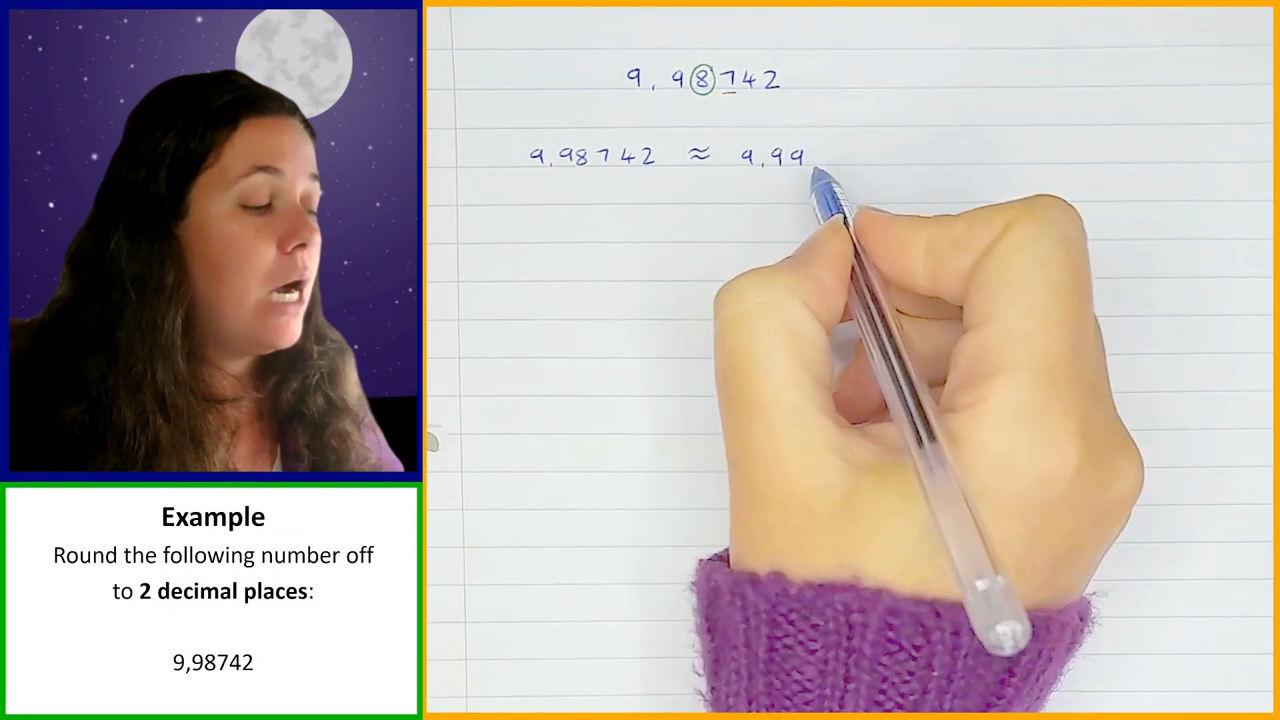 9,98742
9,98742 ≈ 9,99
Example
Round the following number off
to 2 decimal places:
9,98742